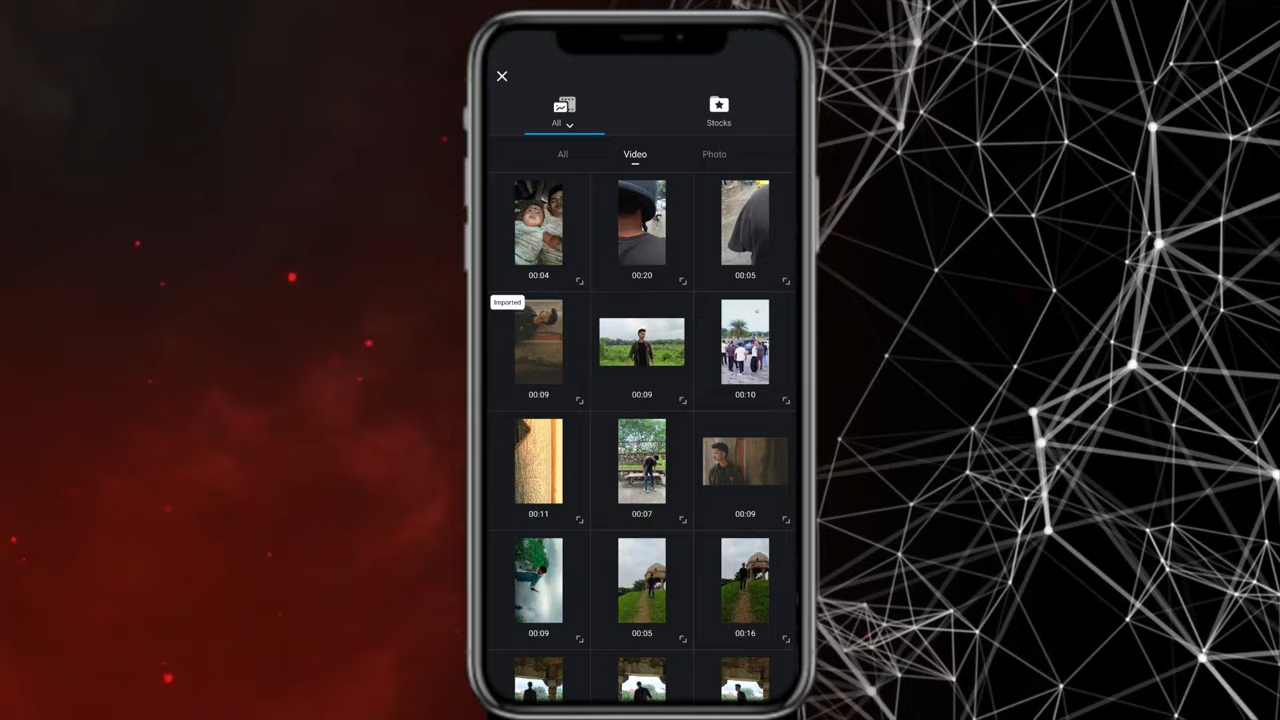 All
Stocks
All Video Photo
00:04 00:20 00:05
Imported
00:09 00:09 00:10
00:11 00:07 00:09
00:09 00:05 00:16